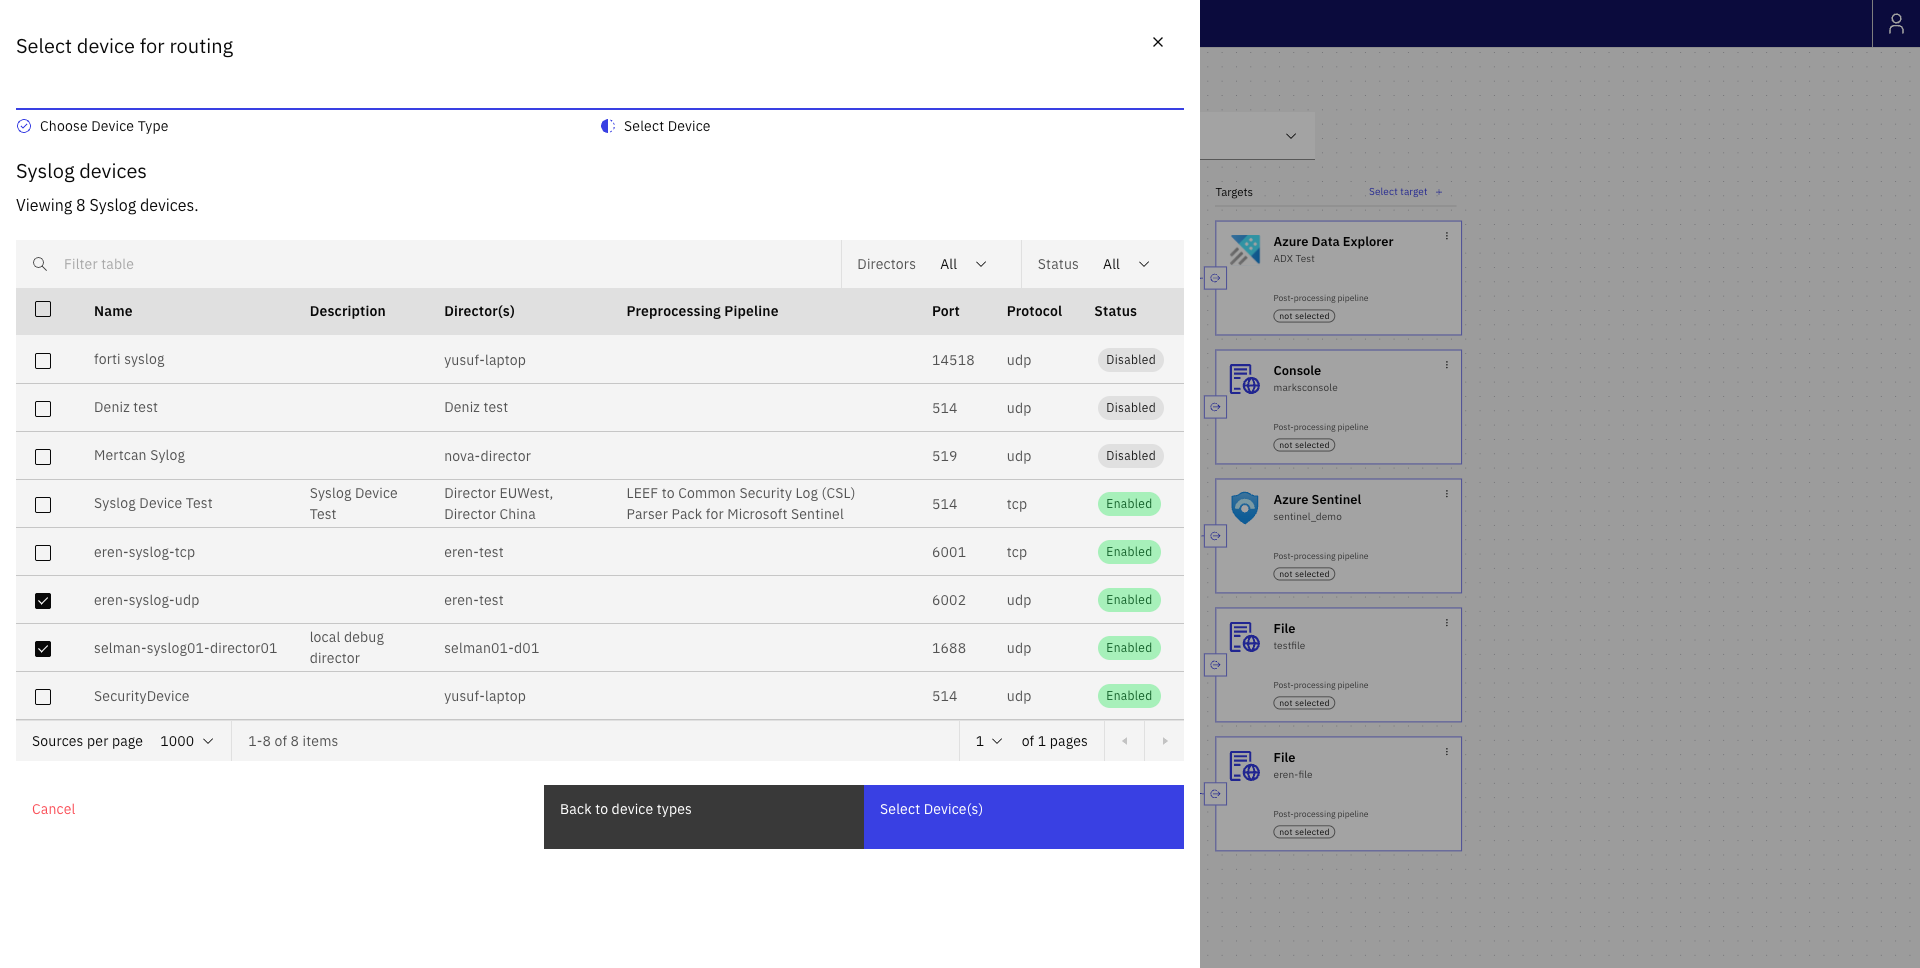 Select device for routing
Choose Device Type
Select Device
Syslog devices
Viewing 8 Syslog devices.
Filter table
Directors All
Status All
Name Description Director(s) Preprocessing Pipeline Port Protocol Status
forti syslog yusuf-laptop 14518 udp Disabled
Deniz test Deniz test 514 udp Disabled
Mertcan Sylog nova-director 519 udp Disabled
Syslog Device Test
Syslog Device
Test
Director EUWest,
Director China
LEEF to Common Security Log (CSL)
Parser Pack for Microsoft Sentinel
514 tcp Enabled
eren-syslog-tcp eren-test 6001 tcp Enabled
eren-syslog-udp eren-test 6002 udp Enabled
selman-syslog01-director01
local debug
director
selman01-d01 1688 udp Enabled
SecurityDevice yusuf-laptop 514 udp Enabled
Sources per page 1000 1-8 of 8 items 1 of 1 pages
Cancel
Back to device types
Select Device(s)
Targets
Select target +
Azure Data Explorer
ADX Test
Post-processing pipeline
not selected
Console
marksconsole
Post-processing pipeline
not selected
Azure Sentinel
sentinel_demo
Post-processing pipeline
not selected
File
testfile
Post-processing pipeline
not selected
File
eren-file
Post-processing pipeline
not selected